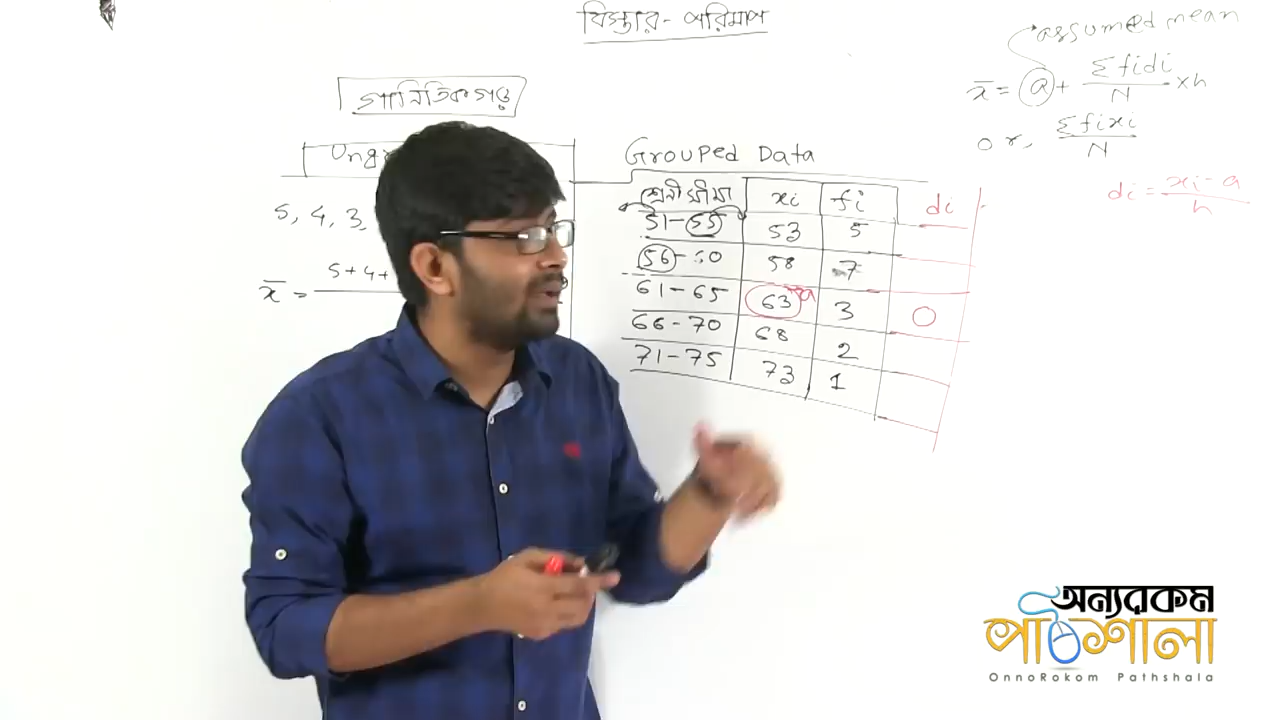 বিস্তার - পরিমাপ
গানিতিক গড়
assumed mean
x̄ = a + Σfidi/N × h
or, Σfixi/N
di = xi - a/h
5, 4, 3,
x̄ = 5+4+
Grouped Data
শ্রেনী সীমা xi fi di
51-55 53 5
56-60 58 7
61-65 63 →a 3 0
66-70 68 2
71-75 73 1
অন্যরকম
পাঠশালা
OnnoRokom Pathshala